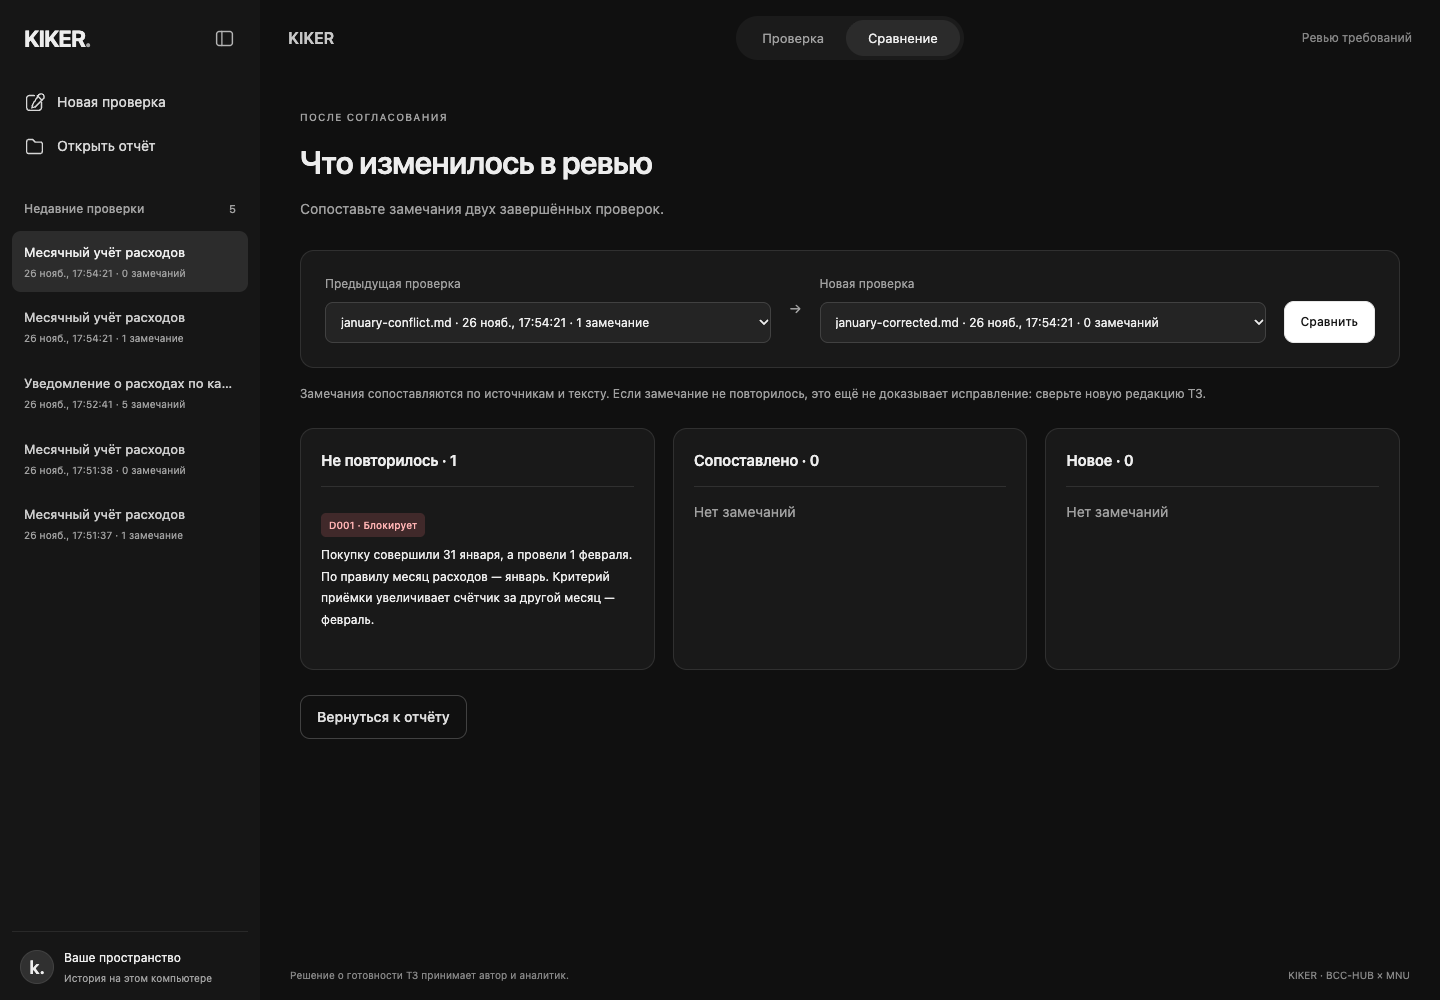 KIKER.
Новая проверка
Открыть отчёт
Недавние проверки 5
Месячный учёт расходов
26 нояб., 17:54:21 · 0 замечаний
Месячный учёт расходов
26 нояб., 17:54:21 · 1 замечание
Уведомление о расходах по ка...
26 нояб., 17:52:41 · 5 замечаний
Месячный учёт расходов
26 нояб., 17:51:38 · 0 замечаний
Месячный учёт расходов
26 нояб., 17:51:37 · 1 замечание
k.
Ваше пространство
История на этом компьютере
KIKER
Проверка Сравнение
Ревью требований
ПОСЛЕ СОГЛАСОВАНИЯ
Что изменилось в ревью
Сопоставьте замечания двух завершённых проверок.
Предыдущая проверка
january-conflict.md · 26 нояб., 17:54:21 · 1 замечание
→
Новая проверка
january-corrected.md · 26 нояб., 17:54:21 · 0 замечаний
Сравнить
Замечания сопоставляются по источникам и тексту. Если замечание не повторилось, это ещё не доказывает исправление: сверьте новую редакцию ТЗ.
Не повторилось · 1
D001 · Блокирует
Покупку совершили 31 января, а провели 1 февраля.
По правилу месяц расходов — январь. Критерий
приёмки увеличивает счётчик за другой месяц —
февраль.
Сопоставлено · 0
Нет замечаний
Новое · 0
Нет замечаний
Вернуться к отчёту
Решение о готовности ТЗ принимает автор и аналитик.
KIKER · BCC-HUB × MNU